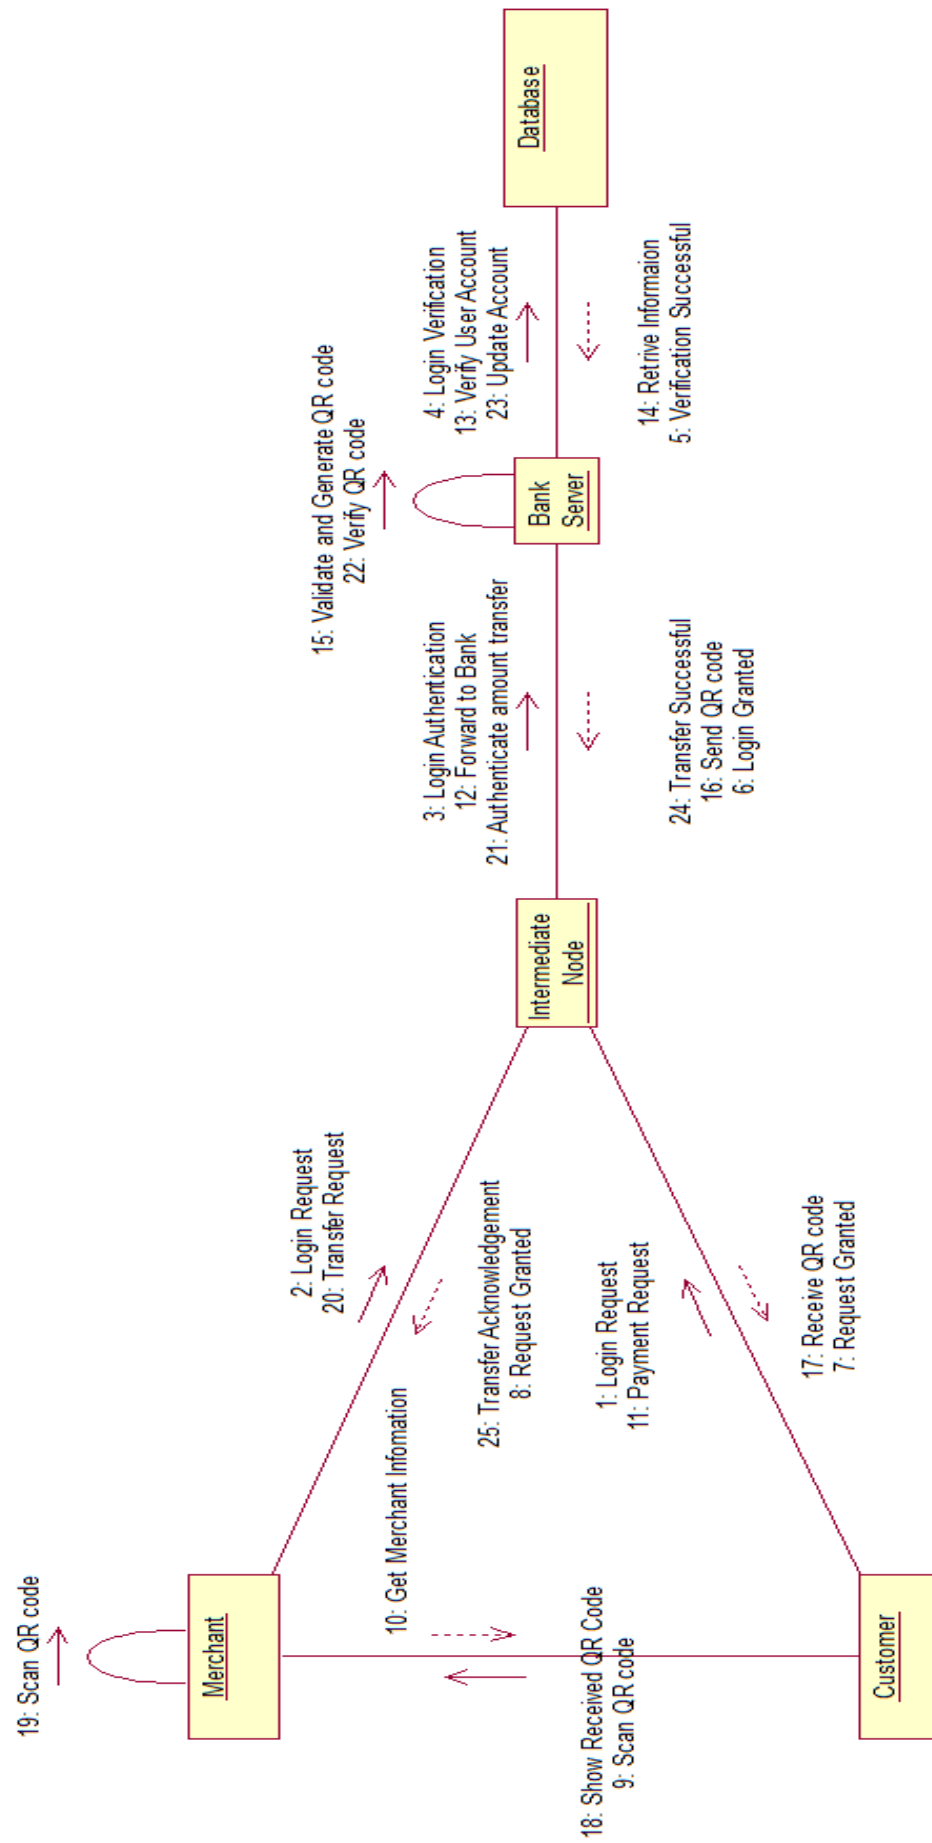 19: Scan QR code
Merchant
10: Get Merchant Infomation
18: Show Received QR Code
9: Scan QR code
Customer
2: Login Request
20: Transfer Request
25: Transfer Acknowledgement
8: Request Granted
1: Login Request
11: Payment Request
17: Receive QR code
7: Request Granted
Intermediate
Node
3: Login Authentication
12: Forward to Bank
21: Authenticate amount transfer
24: Transfer Successful
16: Send QR code
6: Login Granted
15: Validate and Generate QR code
22: Verify QR code
Bank
Server
4: Login Verification
13: Verify User Account
23: Update Account
14: Retrive Informaion
5: Verification Successful
Database